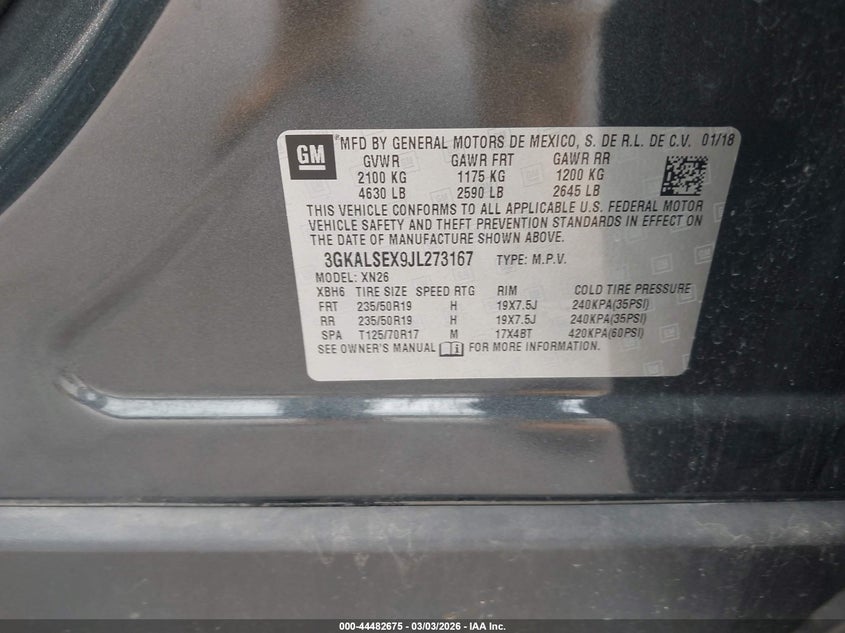 GM
®MFD BY GENERAL MOTORS DE MEXICO, S. DE R.L. DE C.V. 01/18
GVWR GAWR FRT GAWR RR
2100 KG 1175 KG 1200 KG
4630 LB 2590 LB 2645 LB
THIS VEHICLE CONFORMS TO ALL APPLICABLE U.S. FEDERAL MOTOR
VEHICLE SAFETY AND THEFT PREVENTION STANDARDS IN EFFECT ON
THE DATE OF MANUFACTURE SHOWN ABOVE.
3GKALSEX9JL273167 TYPE: M.P.V.
MODEL: XN26
XBH6 TIRE SIZE SPEED RTG RIM COLD TIRE PRESSURE
FRT 235/50R19 H 19X7.5J 240KPA(35PSI)
RR 235/50R19 H 19X7.5J 240KPA(35PSI)
SPA T125/70R17 M 17X4BT 420KPA(60PSI)
SEE OWNER'S MANUAL FOR MORE INFORMATION.
000-44482675 - 03/03/2026 - IAA Inc.